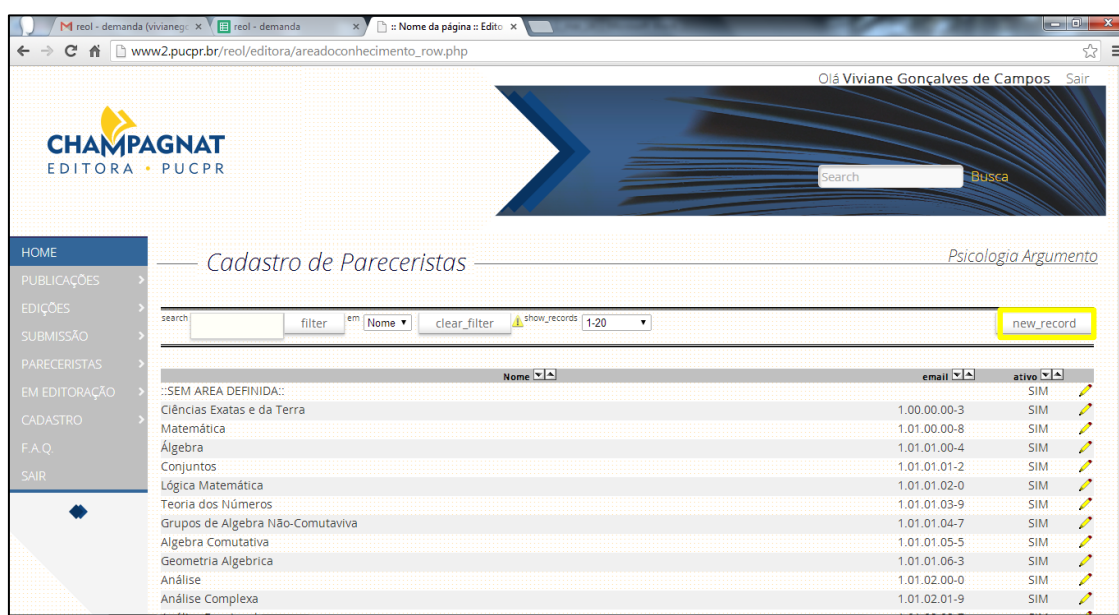 reol - demanda (vivianego
reol - demanda
:: Nome da página :: Edito
www2.pucpr.br/reol/editora/areadoconhecimento_row.php
Olá Viviane Gonçalves de Campos Sair
CHAMPAGNAT
EDITORA • PUCPR
Search
Busca
HOME
PUBLICAÇÕES
EDIÇÕES
SUBMISSÃO
PARECERISTAS
EM EDITORAÇÃO
CADASTRO
F.A.Q.
SAIR
Cadastro de Pareceristas
Psicologia Argumento
search filter em Nome clear_filter show_records 1-20 new_record
Nome email ativo
::SEM AREA DEFINIDA:: SIM
Ciências Exatas e da Terra 1.00.00.00-3 SIM
Matemática 1.01.00.00-8 SIM
Álgebra 1.01.01.00-4 SIM
Conjuntos 1.01.01.01-2 SIM
Lógica Matemática 1.01.01.02-0 SIM
Teoria dos Números 1.01.01.03-9 SIM
Grupos de Algebra Não-Comutaviva 1.01.01.04-7 SIM
Algebra Comutativa 1.01.01.05-5 SIM
Geometria Algebrica 1.01.01.06-3 SIM
Análise 1.01.02.00-0 SIM
Análise Complexa 1.01.02.01-9 SIM